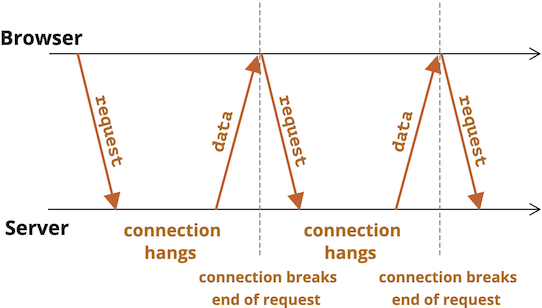 Browser
request
data
request
data
request
Server
connection
hangs
connection
hangs
connection breaks
end of request
connection breaks
end of request